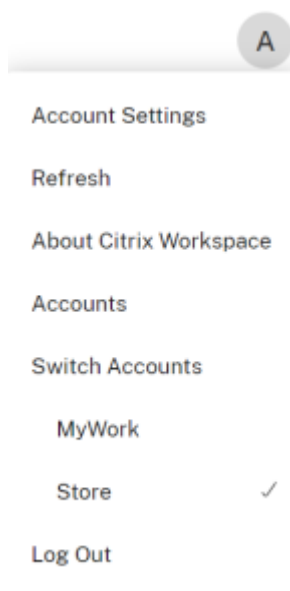 A
Account Settings
Refresh
About Citrix Workspace
Accounts
Switch Accounts
MyWork
Store
Log Out